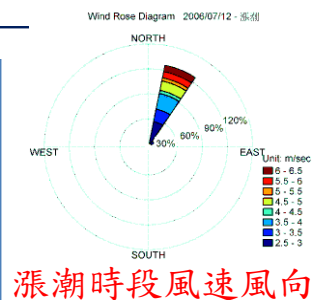 Wind Rose Diagram 2006/07/12 - 漲潮
NORTH
120%
90%
60%
30%
WEST
EAST
Unit: m/sec
6 - 6.5
5.5 - 6
5 - 5.5
4.5 - 5
4 - 4.5
3.5 - 4
3 - 3.5
2.5 - 3
SOUTH
漲潮時段風速風向